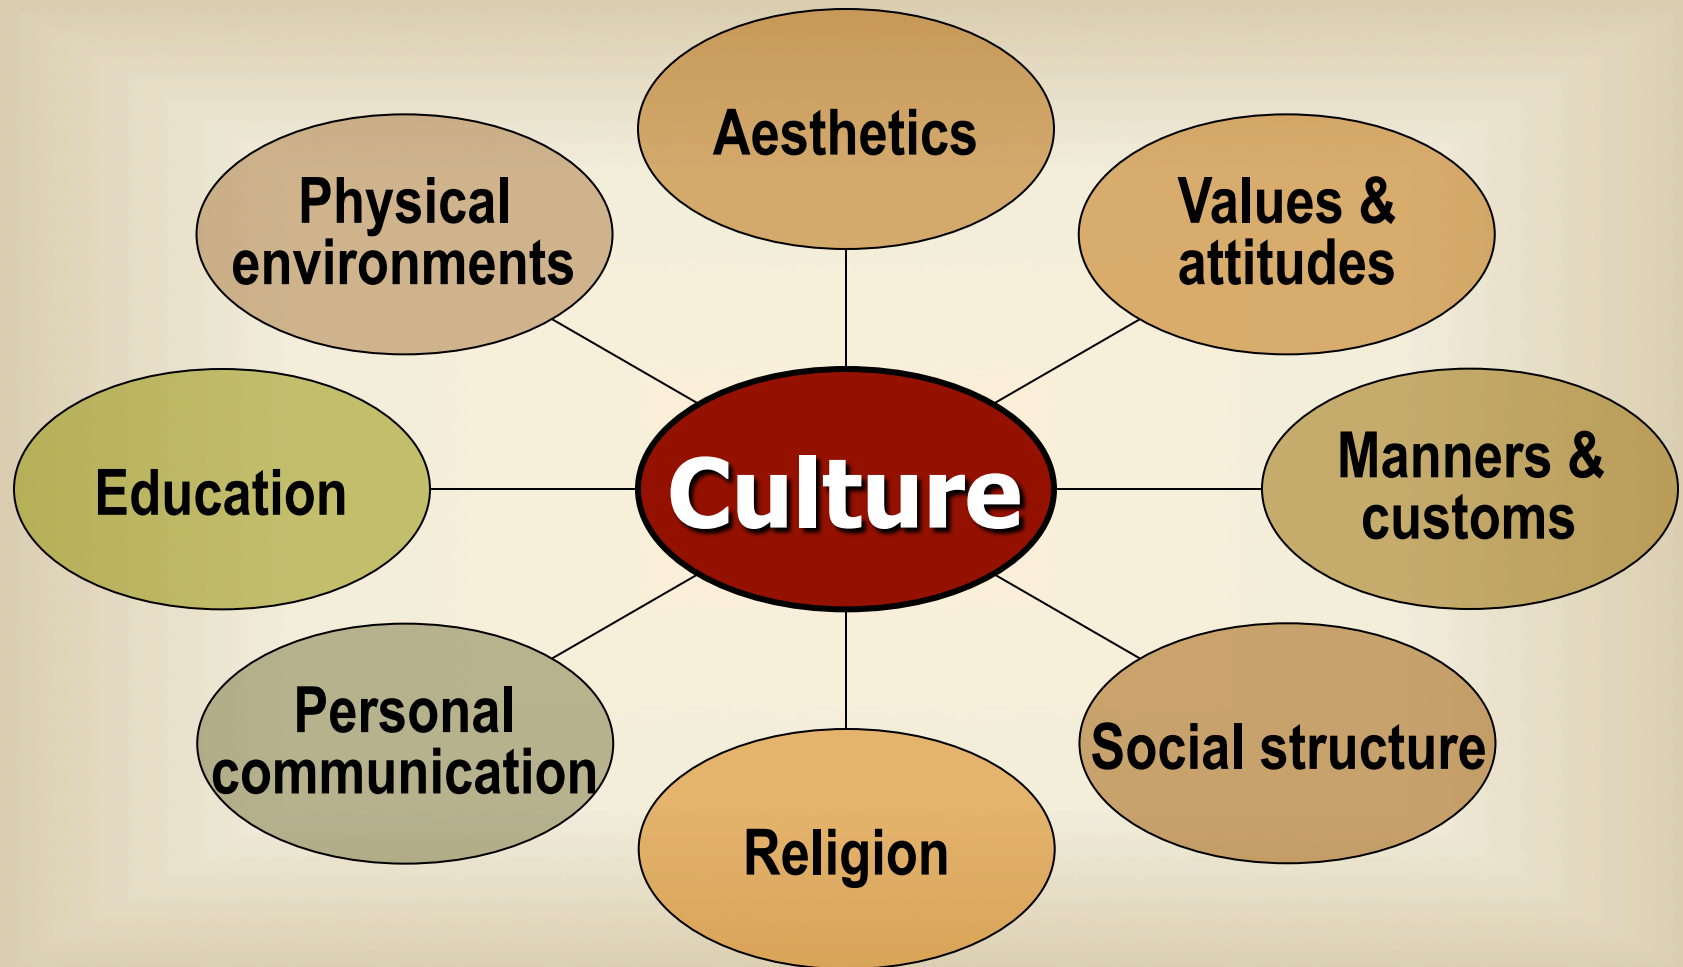 Aesthetics
Values &
attitudes
Manners &
customs
Social structure
Religion
Personal
communication
Education
Physical
environments
Culture